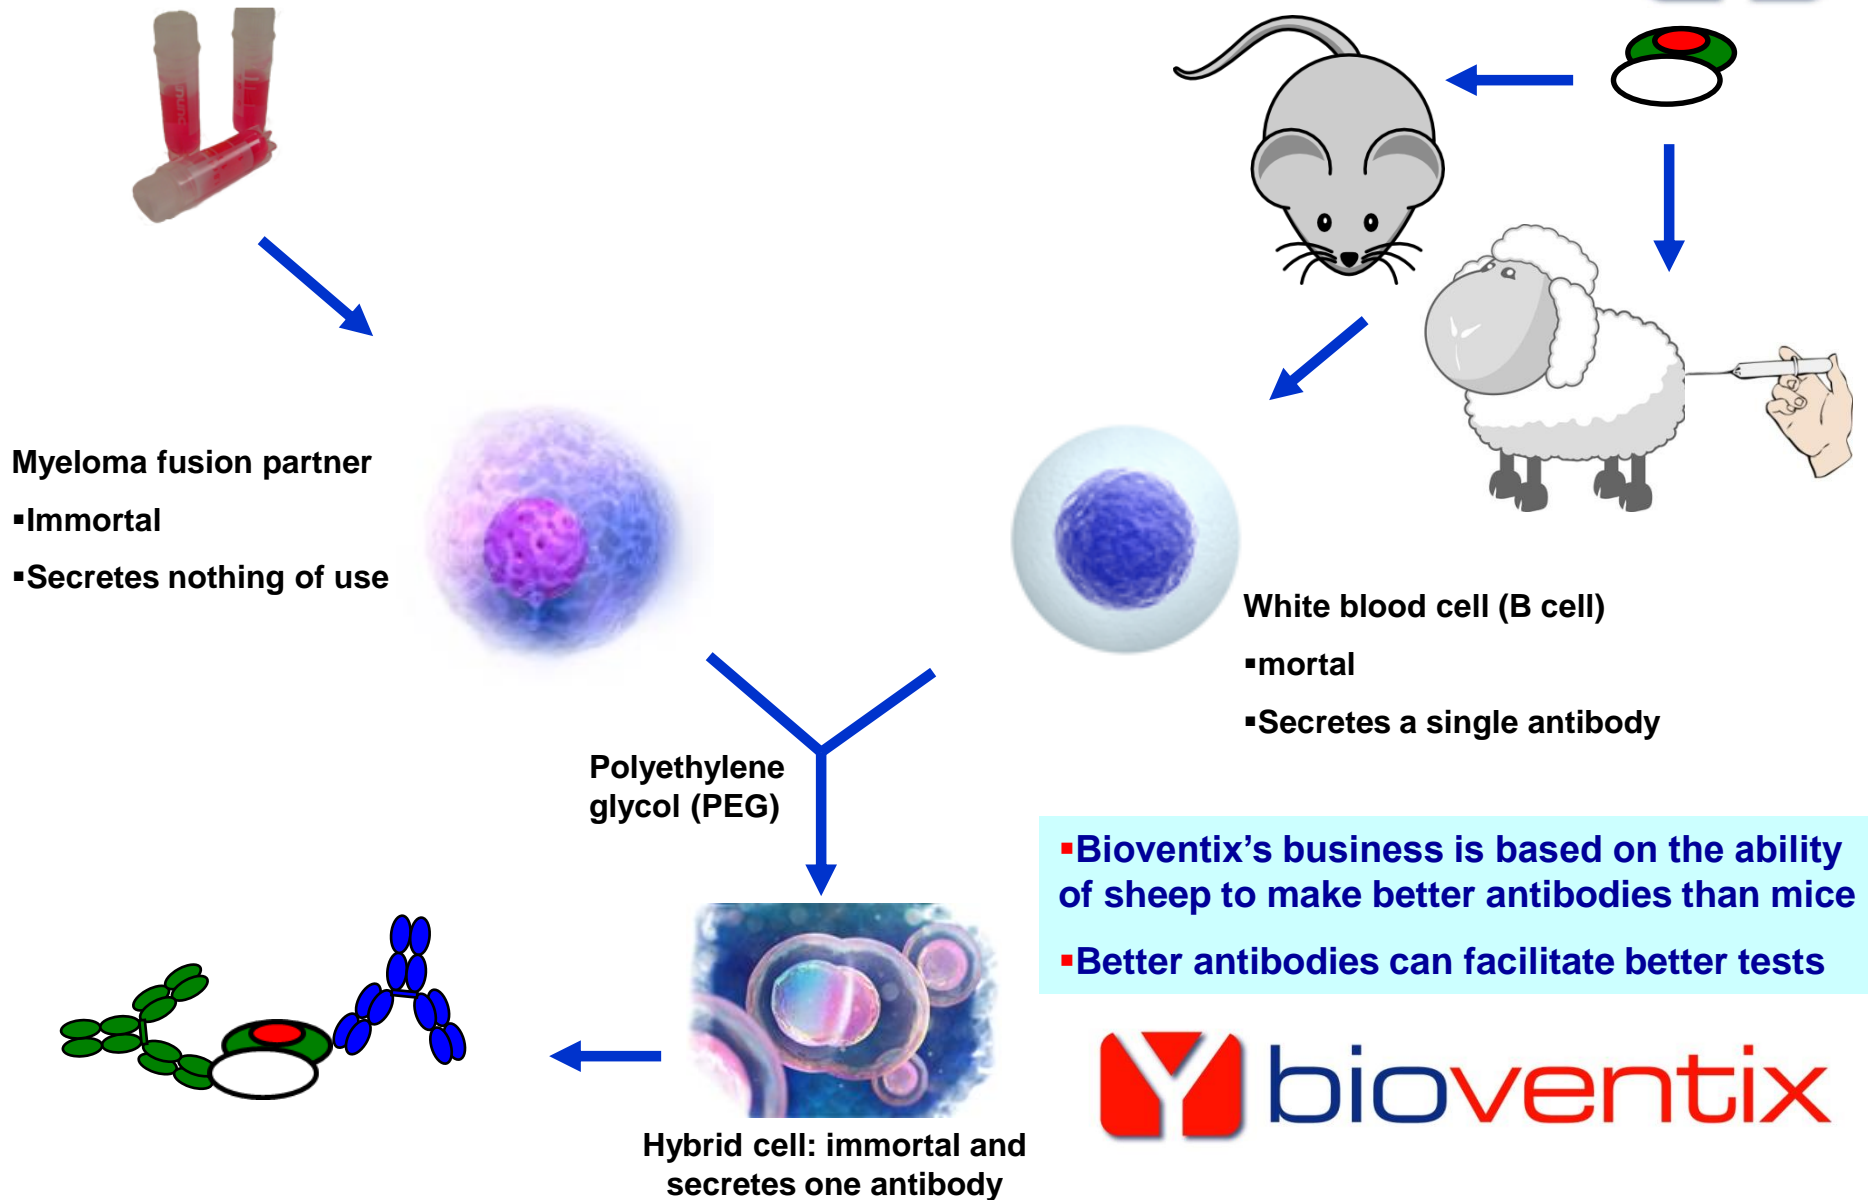 Myeloma fusion partner
▪Immortal
▪Secretes nothing of use
White blood cell (B cell)
▪mortal
▪Secretes a single antibody
Polyethylene
glycol (PEG)
▪Bioventix’s business is based on the ability
of sheep to make better antibodies than mice
▪Better antibodies can facilitate better tests
bioventix
Hybrid cell: immortal and
secretes one antibody